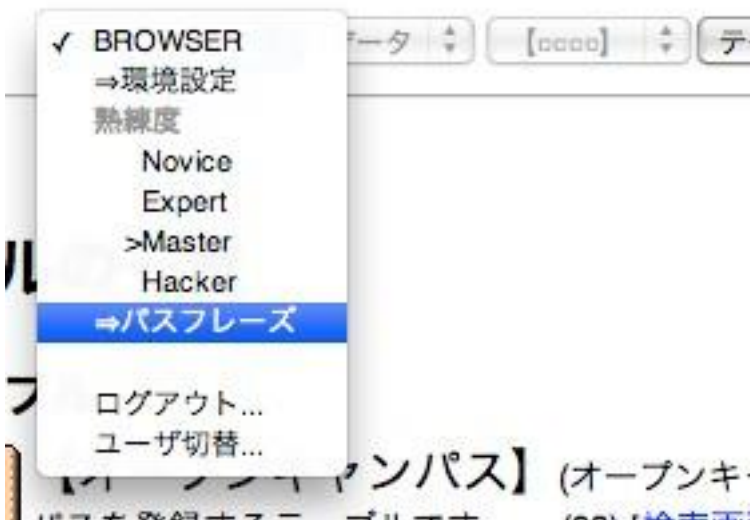 ✓ BROWSER
⇒環境設定
熟練度
Novice
Expert
>Master
Hacker
⇒パスフレーズ
ログアウト...
ユーザ切替...
ータ
【□□□□】
テ
ル
フ
ンパス】(オープンキ